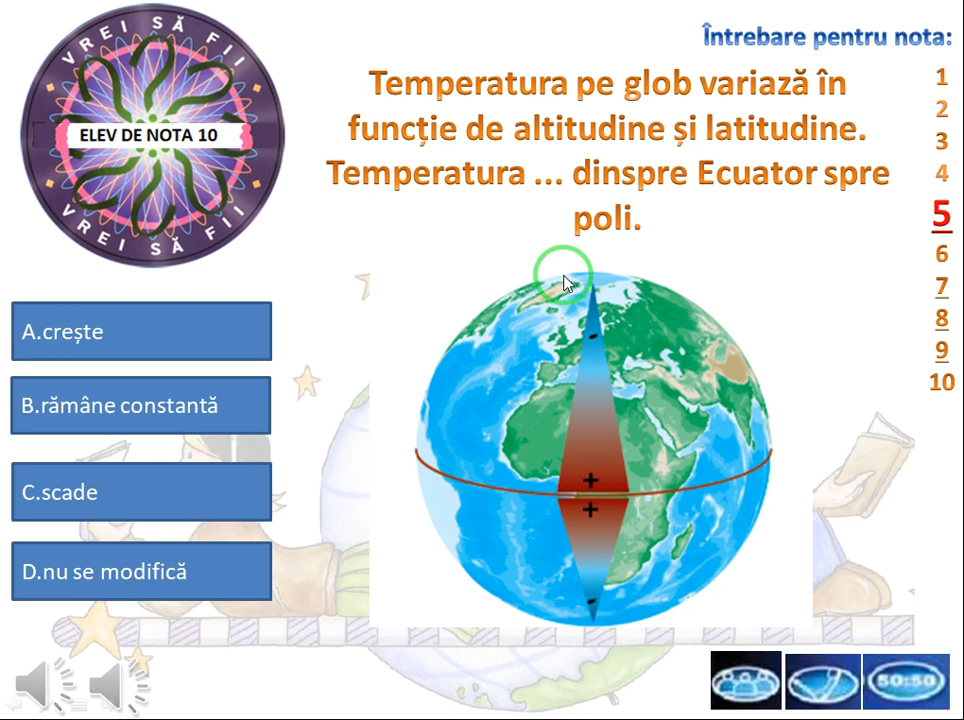 VREI SĂ FII
ELEV DE NOTA 10
VREI SĂ FII
Întrebare pentru nota:
Temperatura pe glob variază în
funcție de altitudine și latitudine.
Temperatura ... dinspre Ecuator spre
poli.
1
2
3
4
5
6
7
8
9
10
A.crește
B.rămâne constantă
C.scade
D.nu se modifică
-
+
+
-
50:50